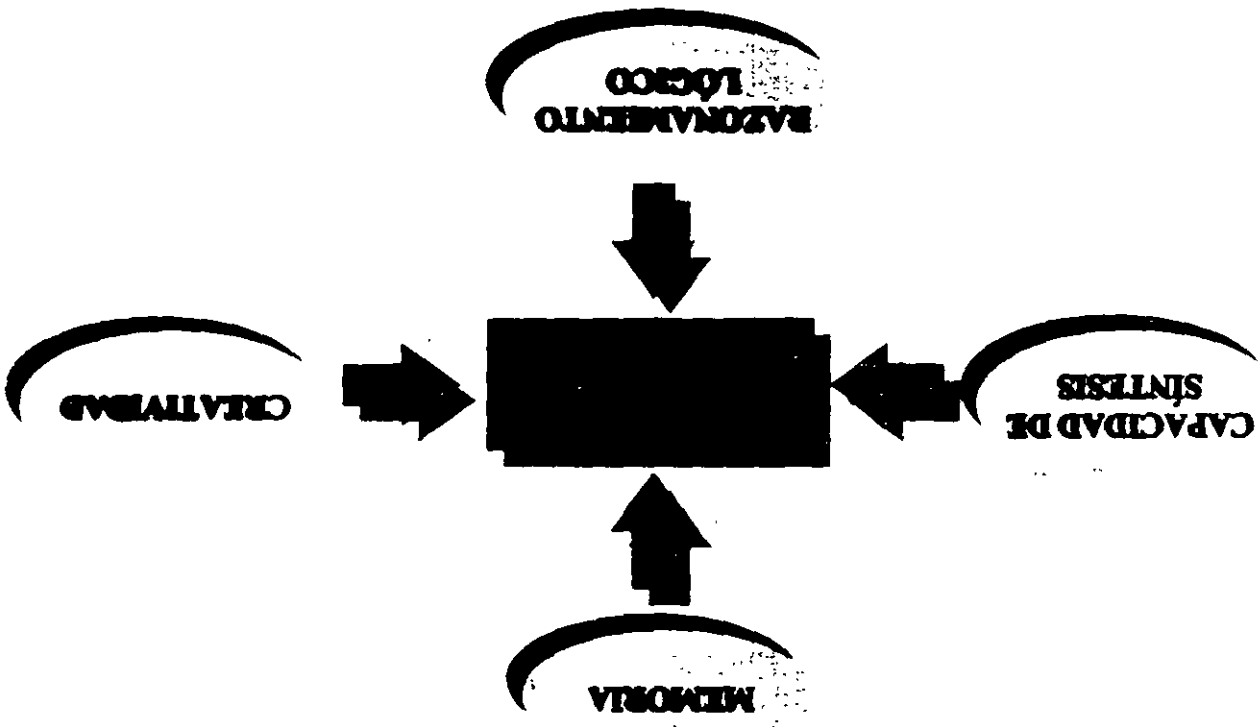 MEMORIA
CAPACIDAD DE
SÍNTESIS
CREATIVIDAD
RAZONAMIENTO
LÓGICO